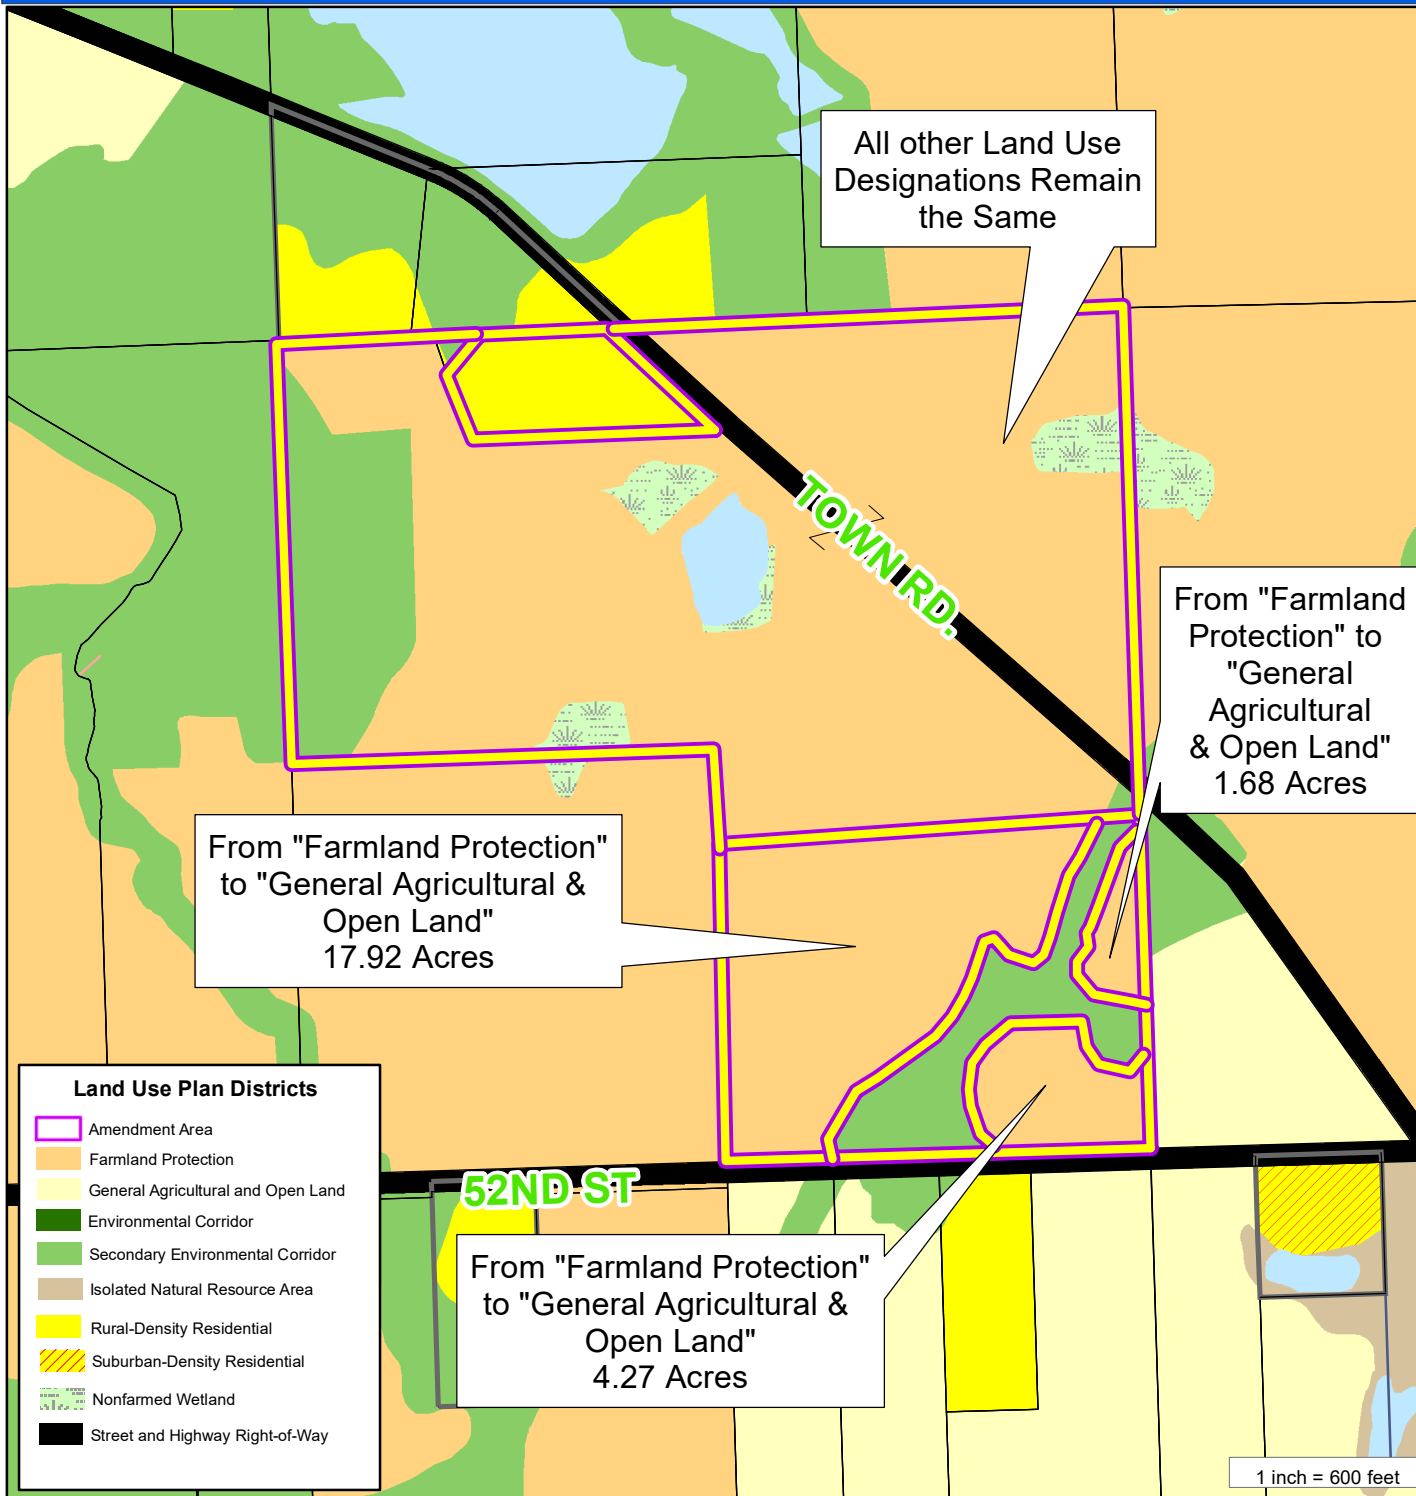 All other Land Use
Designations Remain
the Same
TOWN RD.
From "Farmland
Protection" to
"General
Agricultural
& Open Land"
1.68 Acres
From "Farmland Protection"
to "General Agricultural &
Open Land"
17.92 Acres
Land Use Plan Districts
Amendment Area
Farmland Protection
General Agricultural and Open Land
Environmental Corridor
Secondary Environmental Corridor
Isolated Natural Resource Area
Rural-Density Residential
Suburban-Density Residential
Nonfarmed Wetland
Street and Highway Right-of-Way
52ND ST
From "Farmland Protection"
to "General Agricultural &
Open Land"
4.27 Acres
1 inch = 600 feet